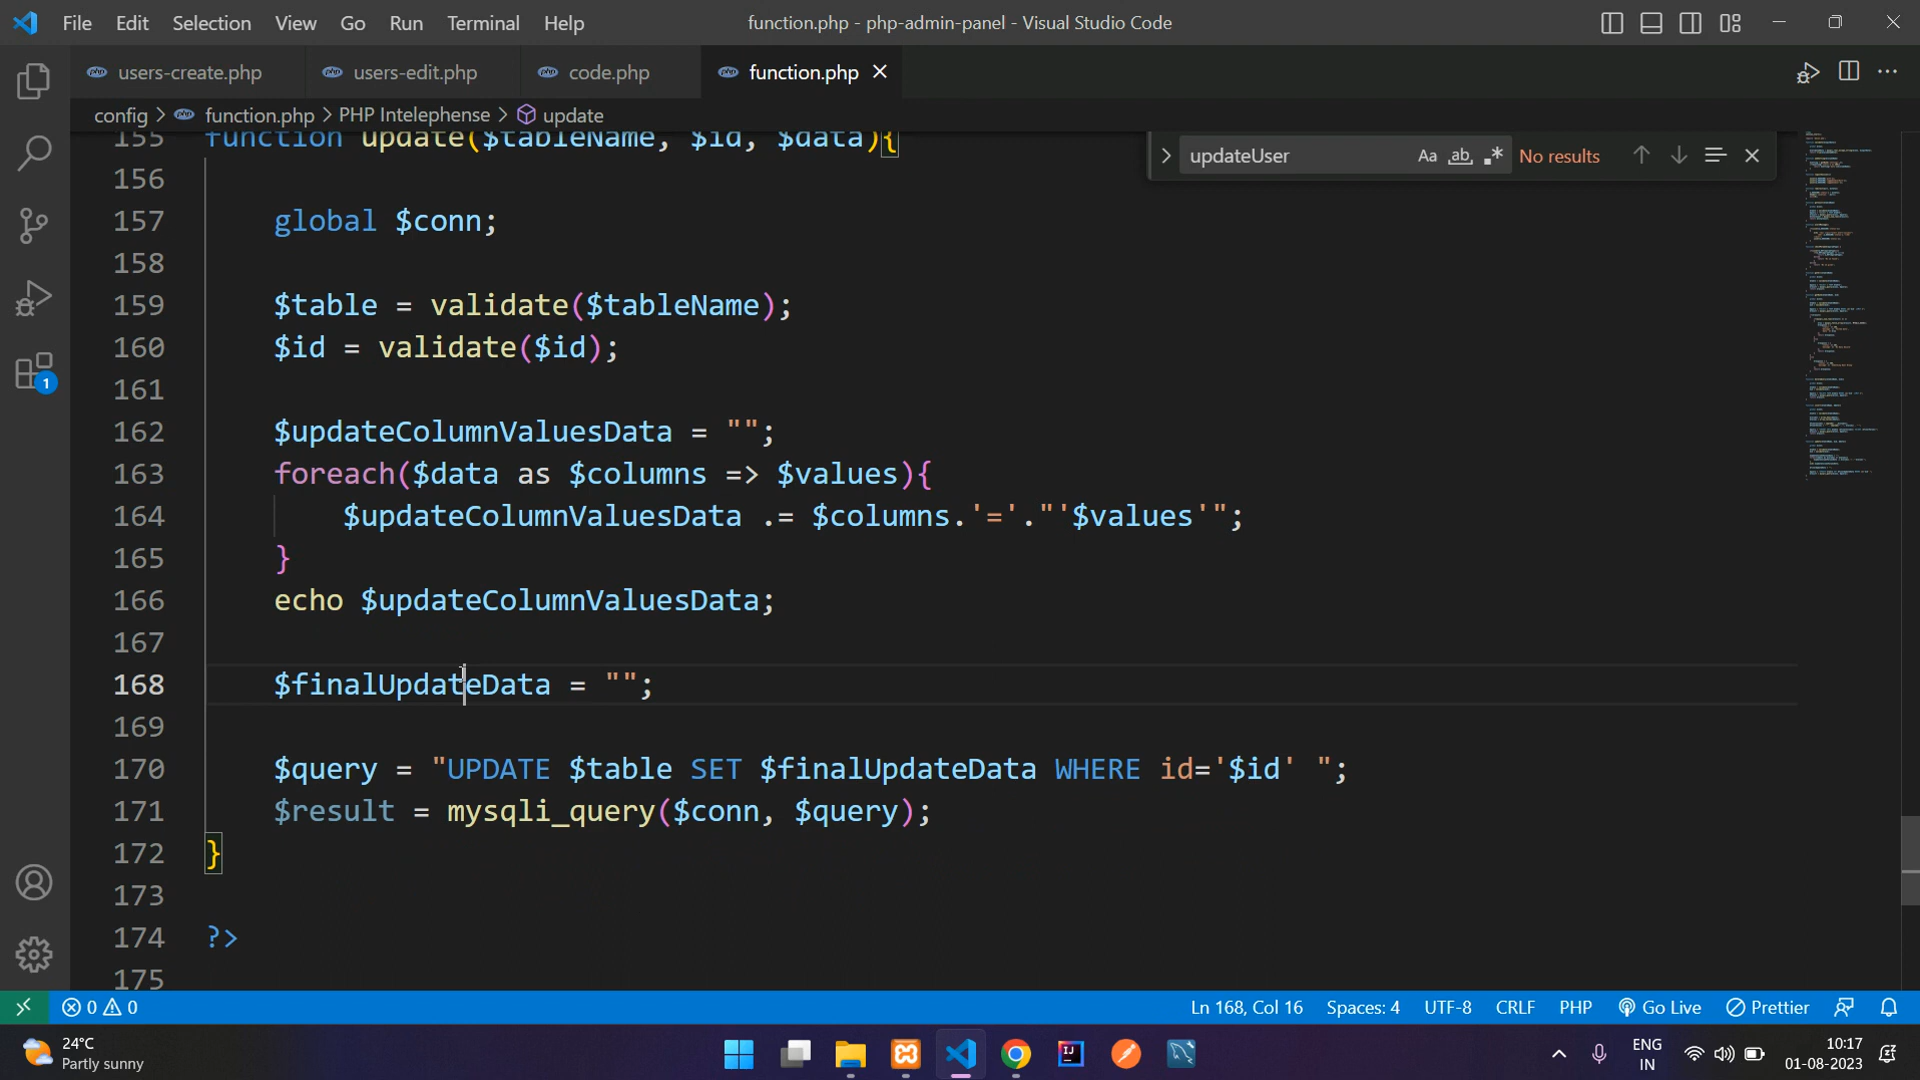 File Edit Selection View Go Run Terminal Help
function.php - php-admin-panel - Visual Studio Code
users-create.php users-edit.php code.php function.php
config > function.php > PHP Intelephense > update
updateUser Aa ab No results
155 function update($tableName, $id, $data){
156
157 global $conn;
158
159 $table = validate($tableName);
160 $id = validate($id);
161
162 $updateColumnValuesData = "";
163 foreach($data as $columns => $values){
164 $updateColumnValuesData .= $columns.'='."'$values'";
165 }
166 echo $updateColumnValuesData;
167
168 $finalUpdateData = "";
169
170 $query = "UPDATE $table SET $finalUpdateData WHERE id='$id' ";
171 $result = mysqli_query($conn, $query);
172 }
173
174 ?>
175
1
0 0 Ln 168, Col 16 Spaces: 4 UTF-8 CRLF PHP Go Live Prettier
24°C
Partly sunny
ENG
IN
10:17
01-08-2023